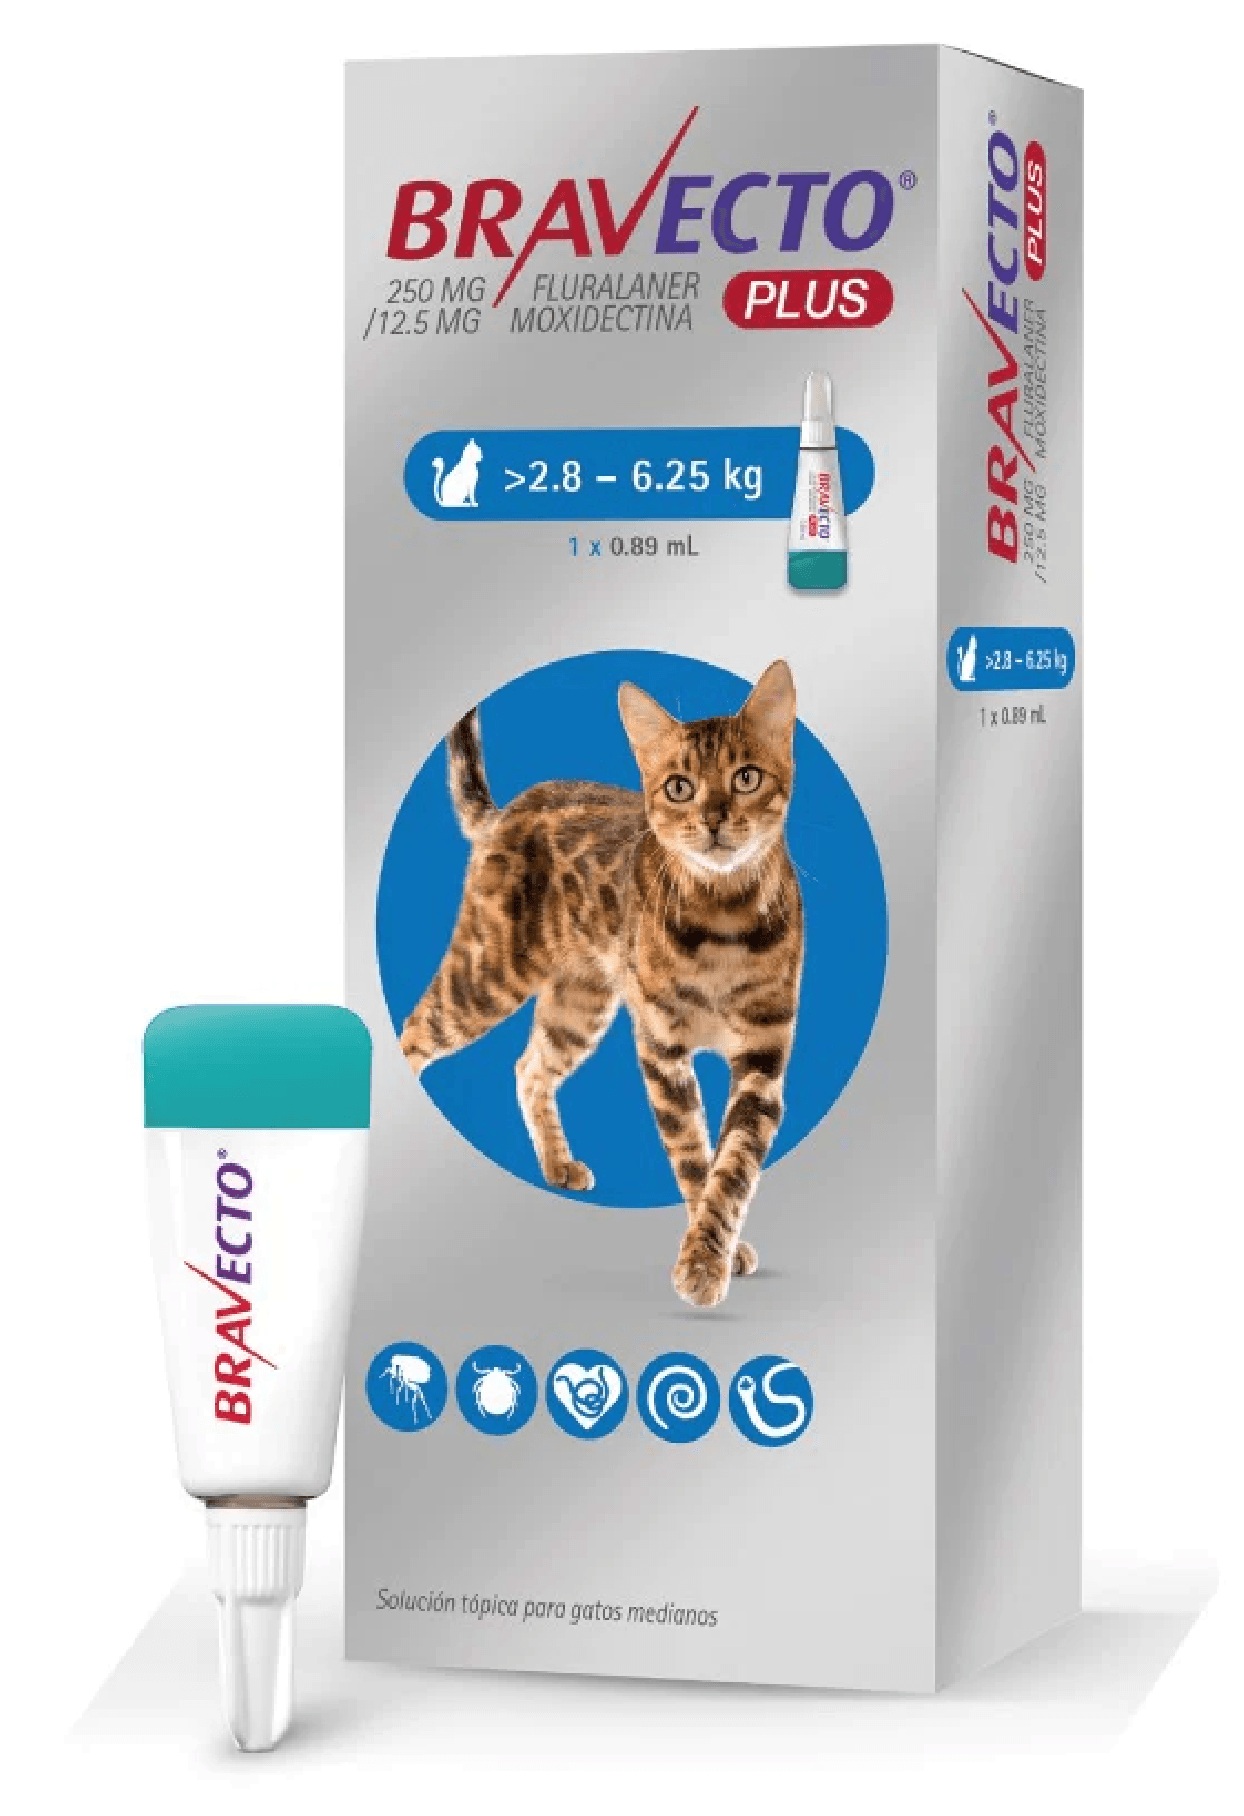 BRAVECTO®
250 MG FLURALANER
/12.5 MG MOXIDECTINA
PLUS
>2.8 – 6.25 kg
1 x 0.89 mL
BRAVECTO
Solución tópica para gatos medianos
BRAVECTO®
PLUS
250 MG FLURALANER
/12.5 MG MOXIDECTINA
>2.8 – 6.25 kg
1 x 0.89 mL
BRAVECTO®